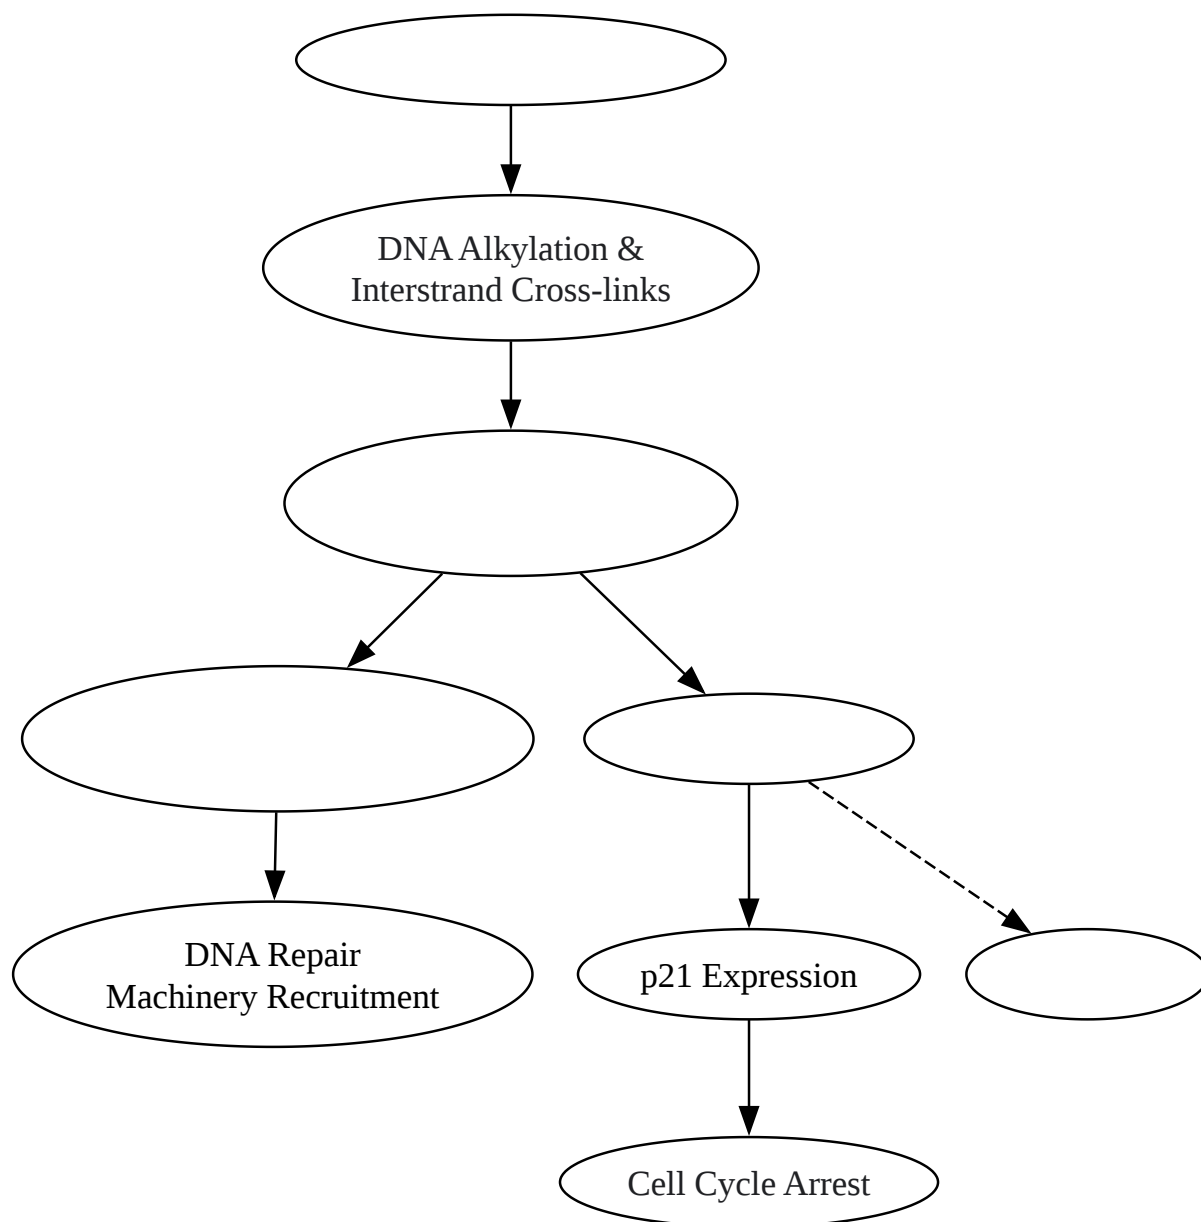 DNA Alkylation &
Interstrand Cross-links
DNA Repair
Machinery Recruitment
p21 Expression
Cell Cycle Arrest